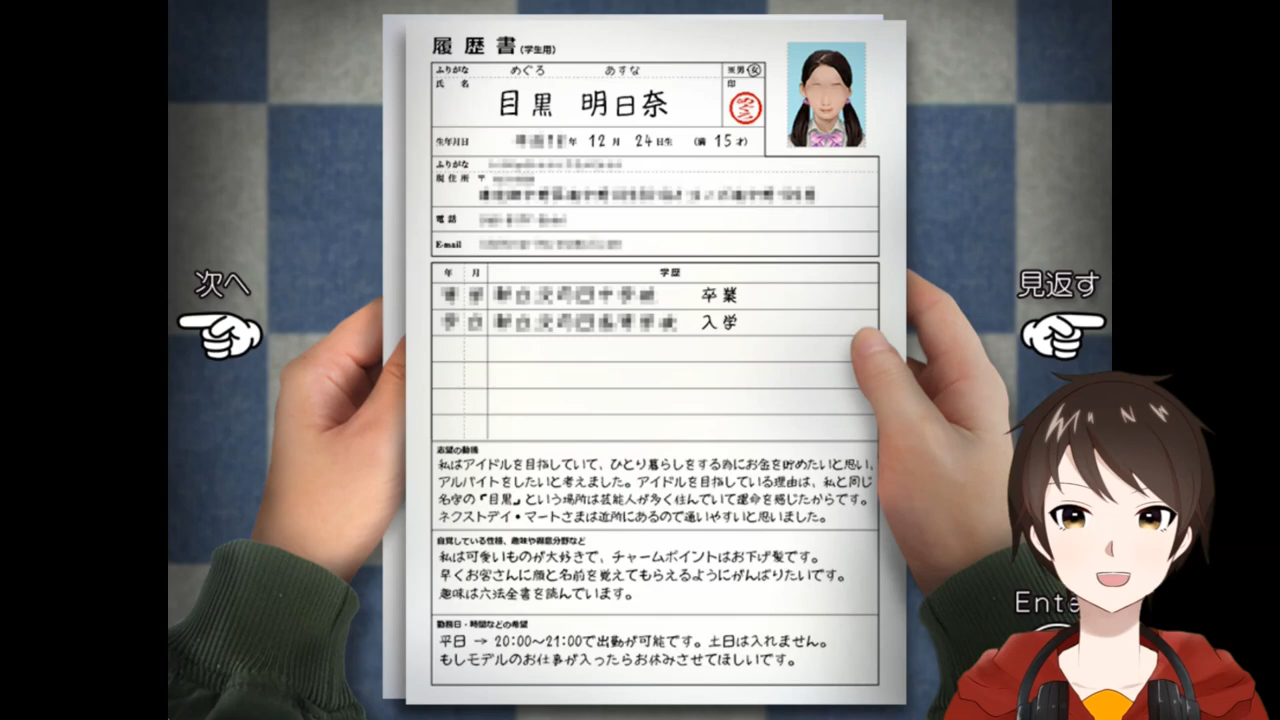 履歴書(学生用)
ふりがな めぐろ あすな
※男・女
氏 名 目黒 明日奈
印
生年月日 年 12月 24日生 (満 15才)
ふりがな
現住所 〒
電話
E-mail
年 月 学歴
卒業
入学
志望の動機
私はアイドルを目指していて、ひとり暮らしをする為にお金を貯めたいと思い、
アルバイトをしたいと考えました。アイドルを目指している理由は、私と同じ
名字の『目黒』という場所は芸能人が多く住んでいて運命を感じたからです。
ネクストデイ・マートさまは近所にあるので通いやすいと思いました。
自覚している性格、趣味や得意分野など
私は可愛いものが大好きで、チャームポイントはお下げ髪です。
早くお客さんに顔と名前を覚えてもらえるようにがんばりたいです。
趣味は六法全書を読んでいます。
勤務日・時間などの希望
平日 → 20:00〜21:00で出勤が可能です。土日は入れません。
もしモデルのお仕事が入ったらお休みさせてほしいです。
次へ
見返す
M I N W